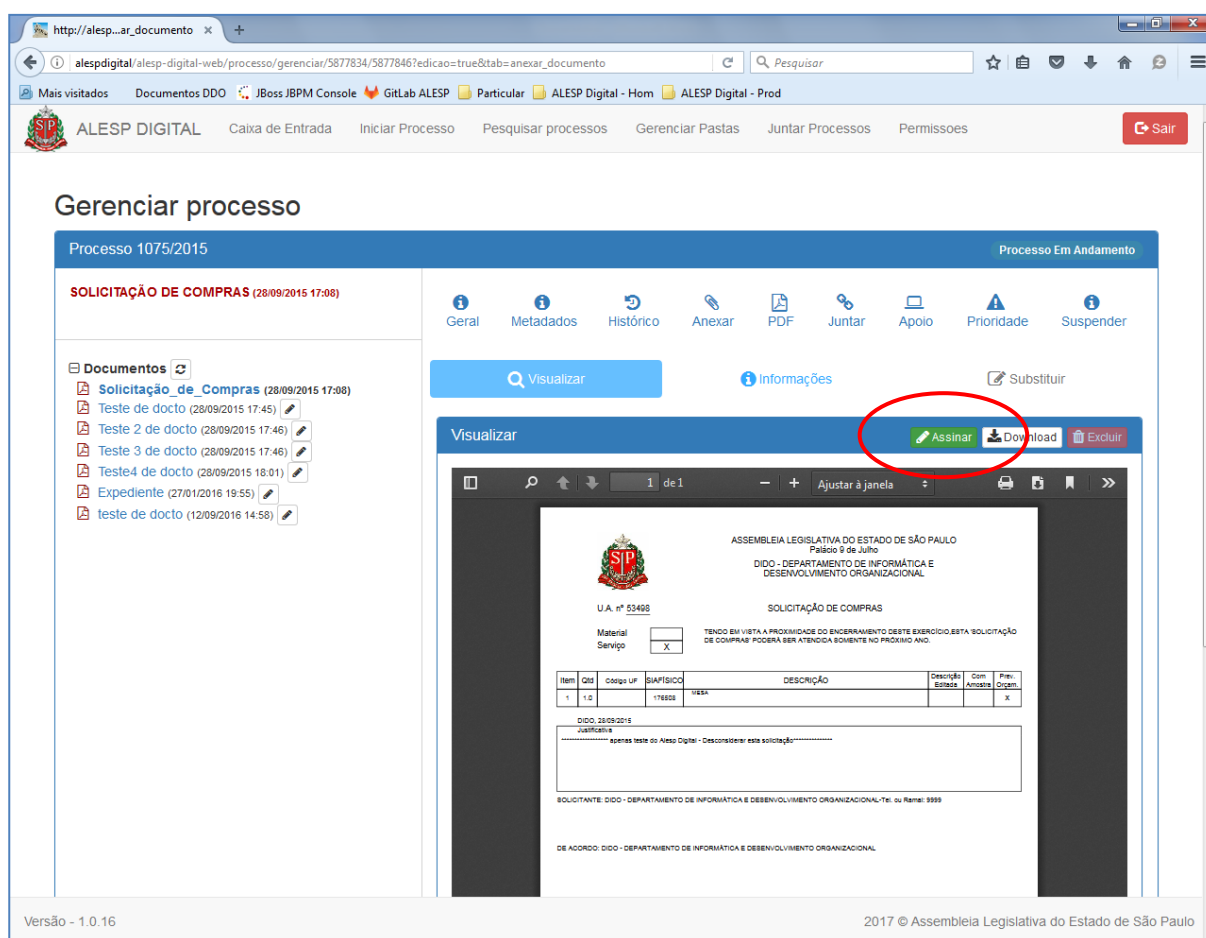 http://alesp...ar_documento × +
alespdigital/alesp-digital-web/processo/gerenciar/5877834/5877846?edicao=true&tab=anexar_documento
Pesquisar
Mais visitados Documentos DDO JBoss JBPM Console GitLab ALESP Particular ALESP Digital - Hom ALESP Digital - Prod
ALESP DIGITAL Caixa de Entrada Iniciar Processo Pesquisar processos Gerenciar Pastas Juntar Processos Permissoes Sair
Gerenciar processo
Processo 1075/2015 Processo Em Andamento
SOLICITAÇÃO DE COMPRAS (28/09/2015 17:08)
Geral Metadados Histórico Anexar PDF Juntar Apoio Prioridade Suspender
Documentos
Solicitação_de_Compras (28/09/2015 17:08)
Teste de docto (28/09/2015 17:45)
Teste 2 de docto (28/09/2015 17:46)
Teste 3 de docto (28/09/2015 17:46)
Teste4 de docto (28/09/2015 18:01)
Expediente (27/01/2016 19:55)
teste de docto (12/09/2016 14:58)
Visualizar Informações Substituir
Visualizar Assinar Download Excluir
1 de 1 Ajustar à janela
ASSEMBLEIA LEGISLATIVA DO ESTADO DE SÃO PAULO
Palácio 9 de Julho
DIDO - DEPARTAMENTO DE INFORMÁTICA E
DESENVOLVIMENTO ORGANIZACIONAL
U.A. nº 53498 SOLICITAÇÃO DE COMPRAS
Material
Serviço X
TENDO EM VISTA A PROXIMIDADE DO ENCERRAMENTO DESTE EXERCÍCIO,ESTA 'SOLICITAÇÃO
DE COMPRAS' PODERÁ SER ATENDIDA SOMENTE NO PRÓXIMO ANO.
Item Qtd Código UF SIAFÍSICO DESCRIÇÃO Descrição Editada Com Amostra Prev. Orçam.
1 1.0 176508 MESA X
DIDO, 28/09/2015
Justificativa
----------------- apenas teste do Alesp Digital - Desconsiderar esta solicitação---------------
SOLICITANTE: DIDO - DEPARTAMENTO DE INFORMÁTICA E DESENVOLVIMENTO ORGANIZACIONAL-Tel. ou Ramal: 9999
DE ACORDO: DIDO - DEPARTAMENTO DE INFORMÁTICA E DESENVOLVIMENTO ORGANIZACIONAL
Versão - 1.0.16 2017 © Assembleia Legislativa do Estado de São Paulo